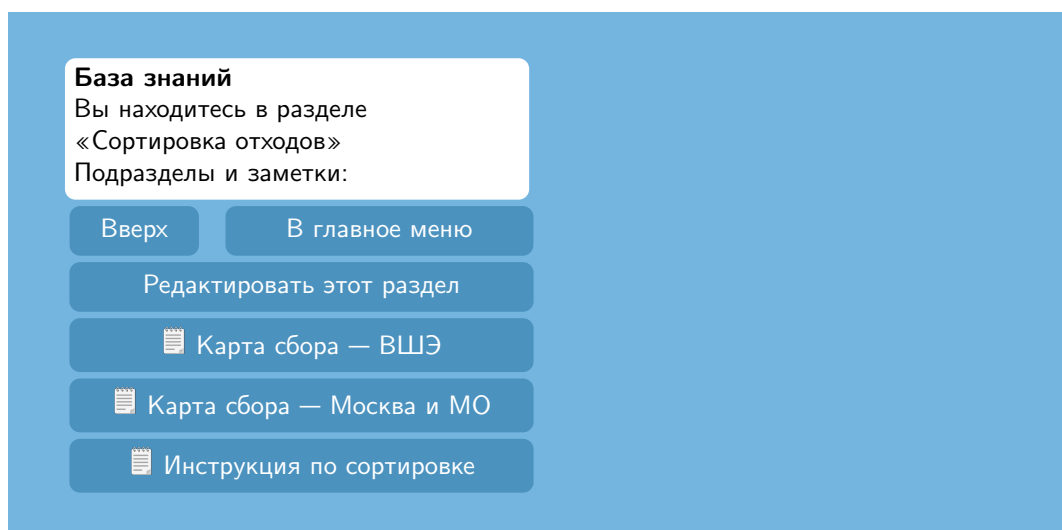 База знаний
Вы находитесь в разделе
«Сортировка отходов»
Подразделы и заметки:
Вверх
В главное меню
Редактировать этот раздел
Карта сбора — ВШЭ
Карта сбора — Москва и МО
Инструкция по сортировке